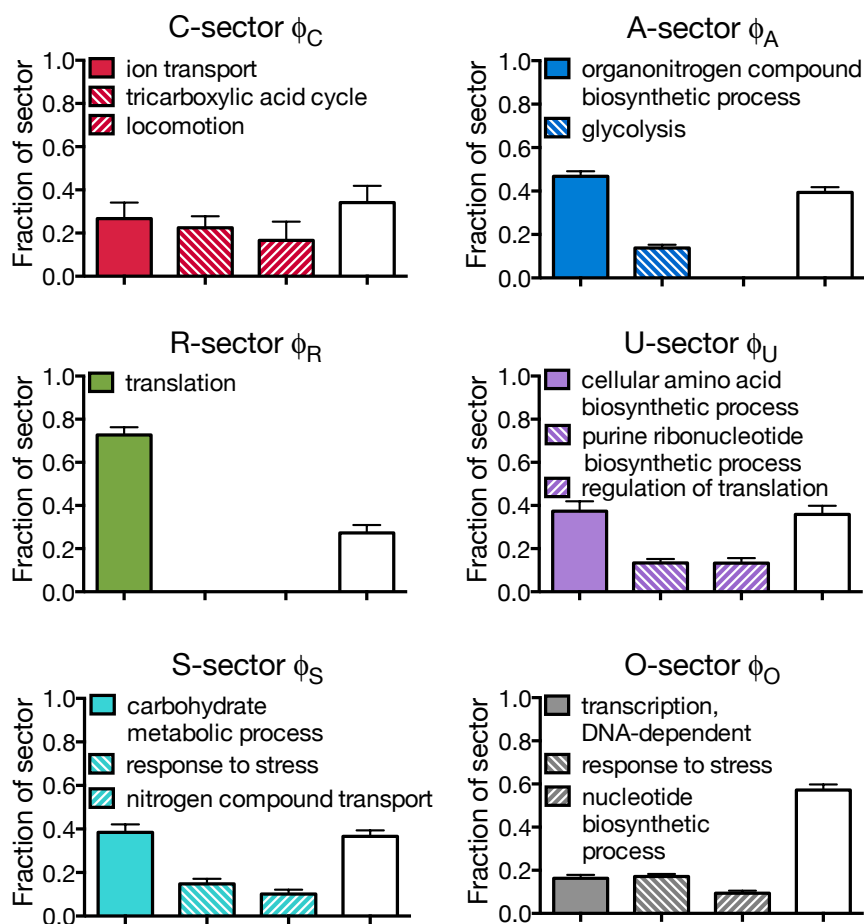 C-sector ϕC
Fraction of sector
1.0
0.8
0.6
0.4
0.2
0.0
ion transport
tricarboxylic acid cycle
locomotion
A-sector ϕA
Fraction of sector
1.0
0.8
0.6
0.4
0.2
0.0
organonitrogen compound
biosynthetic process
glycolysis
R-sector ϕR
Fraction of sector
1.0
0.8
0.6
0.4
0.2
0.0
translation
U-sector ϕU
Fraction of sector
1.0
0.8
0.6
0.4
0.2
0.0
cellular amino acid
biosynthetic process
purine ribonucleotide
biosynthetic process
regulation of translation
S-sector ϕS
Fraction of sector
1.0
0.8
0.6
0.4
0.2
0.0
carbohydrate
metabolic process
response to stress
nitrogen compound transport
O-sector ϕO
Fraction of sector
1.0
0.8
0.6
0.4
0.2
0.0
transcription,
DNA-dependent
response to stress
nucleotide
biosynthetic
process